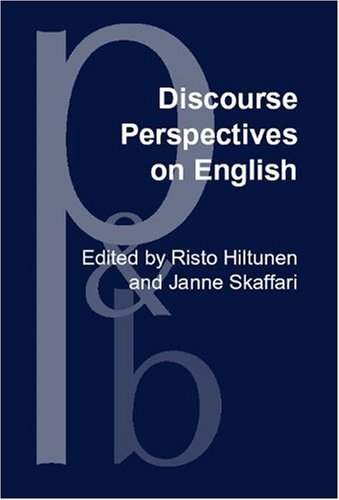 Discourse
Perspectives
on English
Edited by Risto Hiltunen
and Janne Skaffari
p
&
b